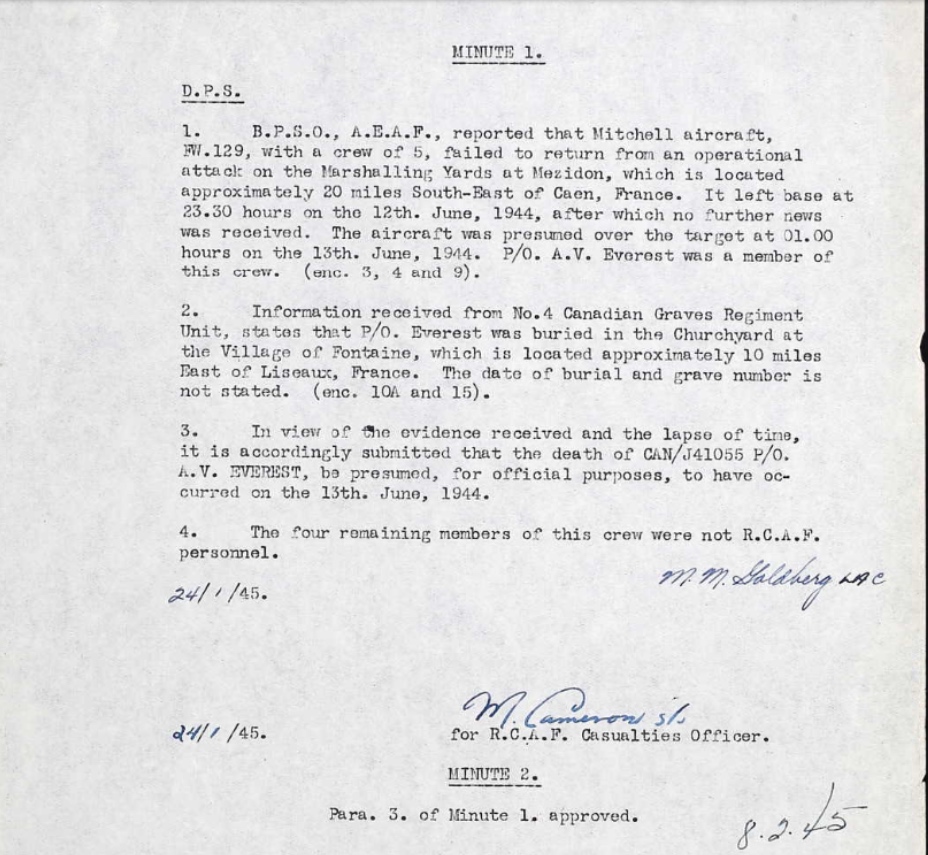 MINUTE 1.
D.P.S.
1. B.P.S.O., A.E.A.F., reported that Mitchell aircraft,
FW.129, with a crew of 5, failed to return from an operational
attack on the Marshalling Yards at Mezidon, which is located
approximately 20 miles South-East of Caen, France. It left base at
23.30 hours on the 12th. June, 1944, after which no further news
was received. The aircraft was presumed over the target at 01.00
hours on the 13th. June, 1944. P/O. A.V. Everest was a member of
this crew. (enc. 3, 4 and 9).
2. Information received from No.4 Canadian Graves Regiment
Unit, states that P/O. Everest was buried in the Churchyard at
the Village of Fontaine, which is located approximately 10 miles
East of Liseaux, France. The date of burial and grave number is
not stated. (enc. 10A and 15).
3. In view of the evidence received and the lapse of time,
it is accordingly submitted that the death of CAN/J41055 P/O.
A.V. EVEREST, be presumed, for official purposes, to have oc-
curred on the 13th. June, 1944.
4. The four remaining members of this crew were not R.C.A.F.
personnel.
M. M. Goldberg LAC
24/1/45.
M. Cameron
24/1/45.
for R.C.A.F. Casualties Officer.
MINUTE 2.
Para. 3. of Minute 1. approved.
8.2.45